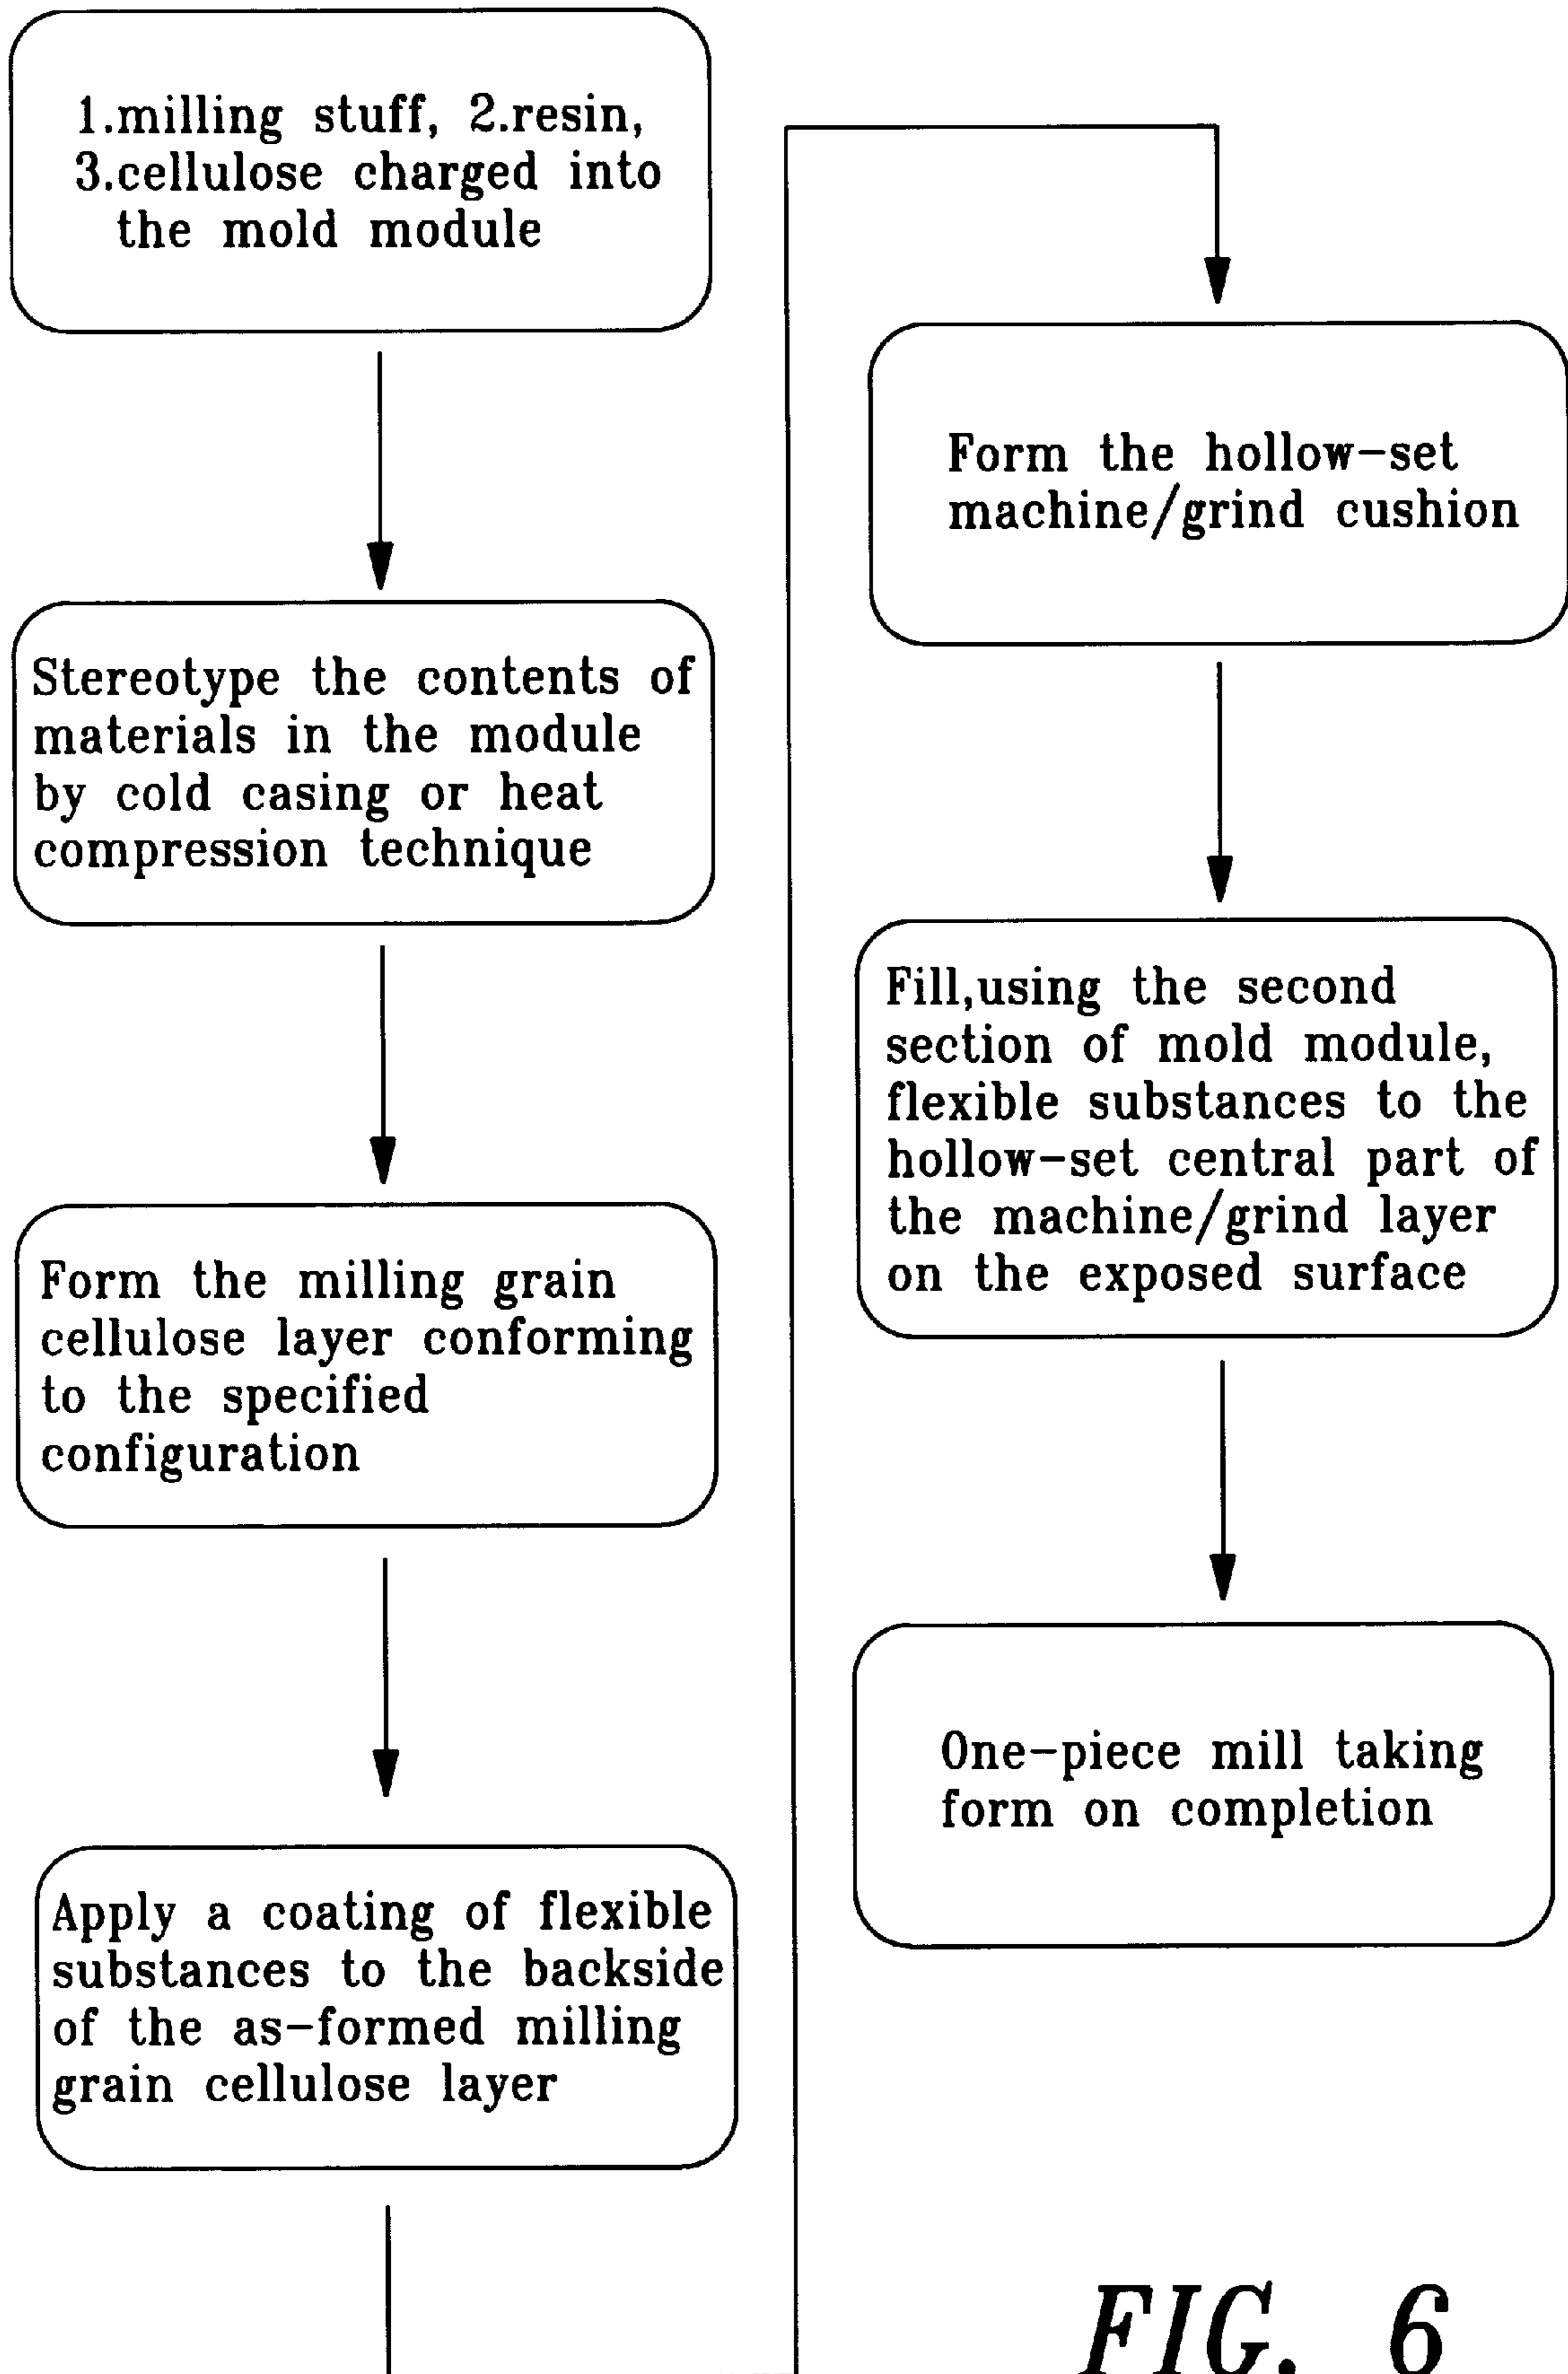 1.milling stuff, 2.resin,
3.cellulose charged into
the mold module
Stereotype the contents of
materials in the module
by cold casing or heat
compression technique
Form the milling grain
cellulose layer conforming
to the specified
configuration
Apply a coating of flexible
substances to the backside
of the as-formed milling
grain cellulose layer
Form the hollow-set
machine/grind cushion
Fill,using the second
section of mold module,
flexible substances to the
hollow-set central part of
the machine/grind layer
on the exposed surface
One-piece mill taking
form on completion
FIG. 6